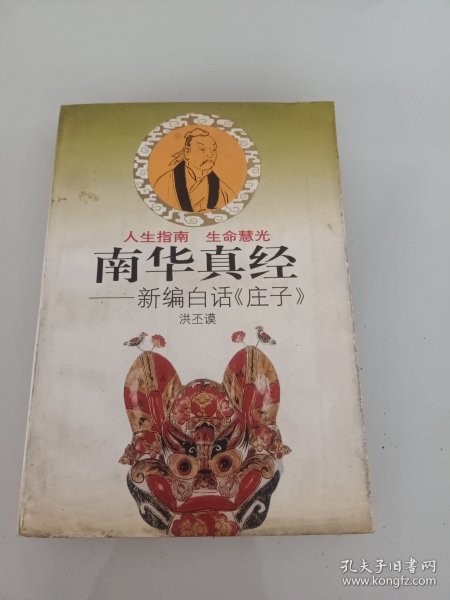 人生指南 生命慧光
南华真经
——新编白话《庄子》
洪丕谟
孔夫子旧书网
www.kongfz.com